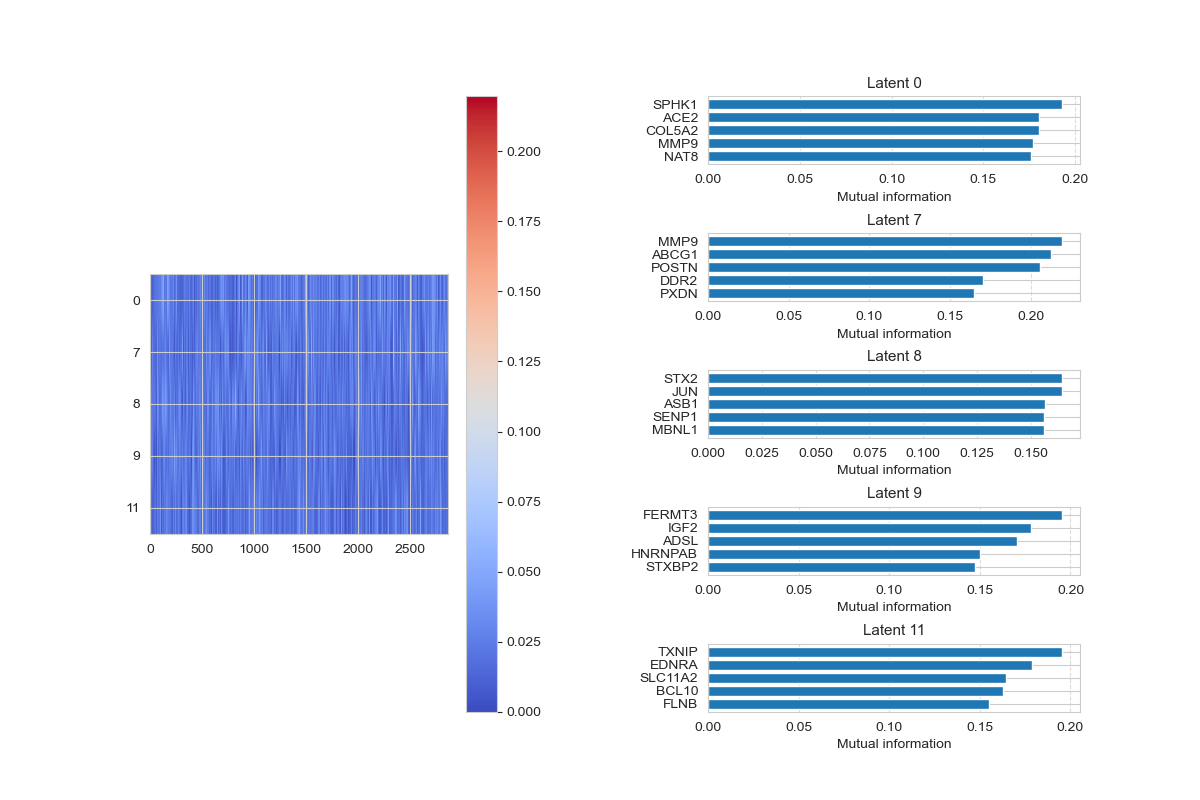 0
7
8
9
11
0 500 1000 1500 2000 2500
0.200
0.175
0.150
0.125
0.100
0.075
0.050
0.025
0.000
Latent 0
SPHK1
ACE2
COL5A2
MMP9
NAT8
0.00 0.05 0.10 0.15 0.20
Mutual information
Latent 7
MMP9
ABCG1
POSTN
DDR2
PXDN
0.00 0.05 0.10 0.15 0.20
Mutual information
Latent 8
STX2
JUN
ASB1
SENP1
MBNL1
0.000 0.025 0.050 0.075 0.100 0.125 0.150
Mutual information
Latent 9
FERMT3
IGF2
ADSL
HNRNPAB
STXBP2
0.00 0.05 0.10 0.15 0.20
Mutual information
Latent 11
TXNIP
EDNRA
SLC11A2
BCL10
FLNB
0.00 0.05 0.10 0.15 0.20
Mutual information